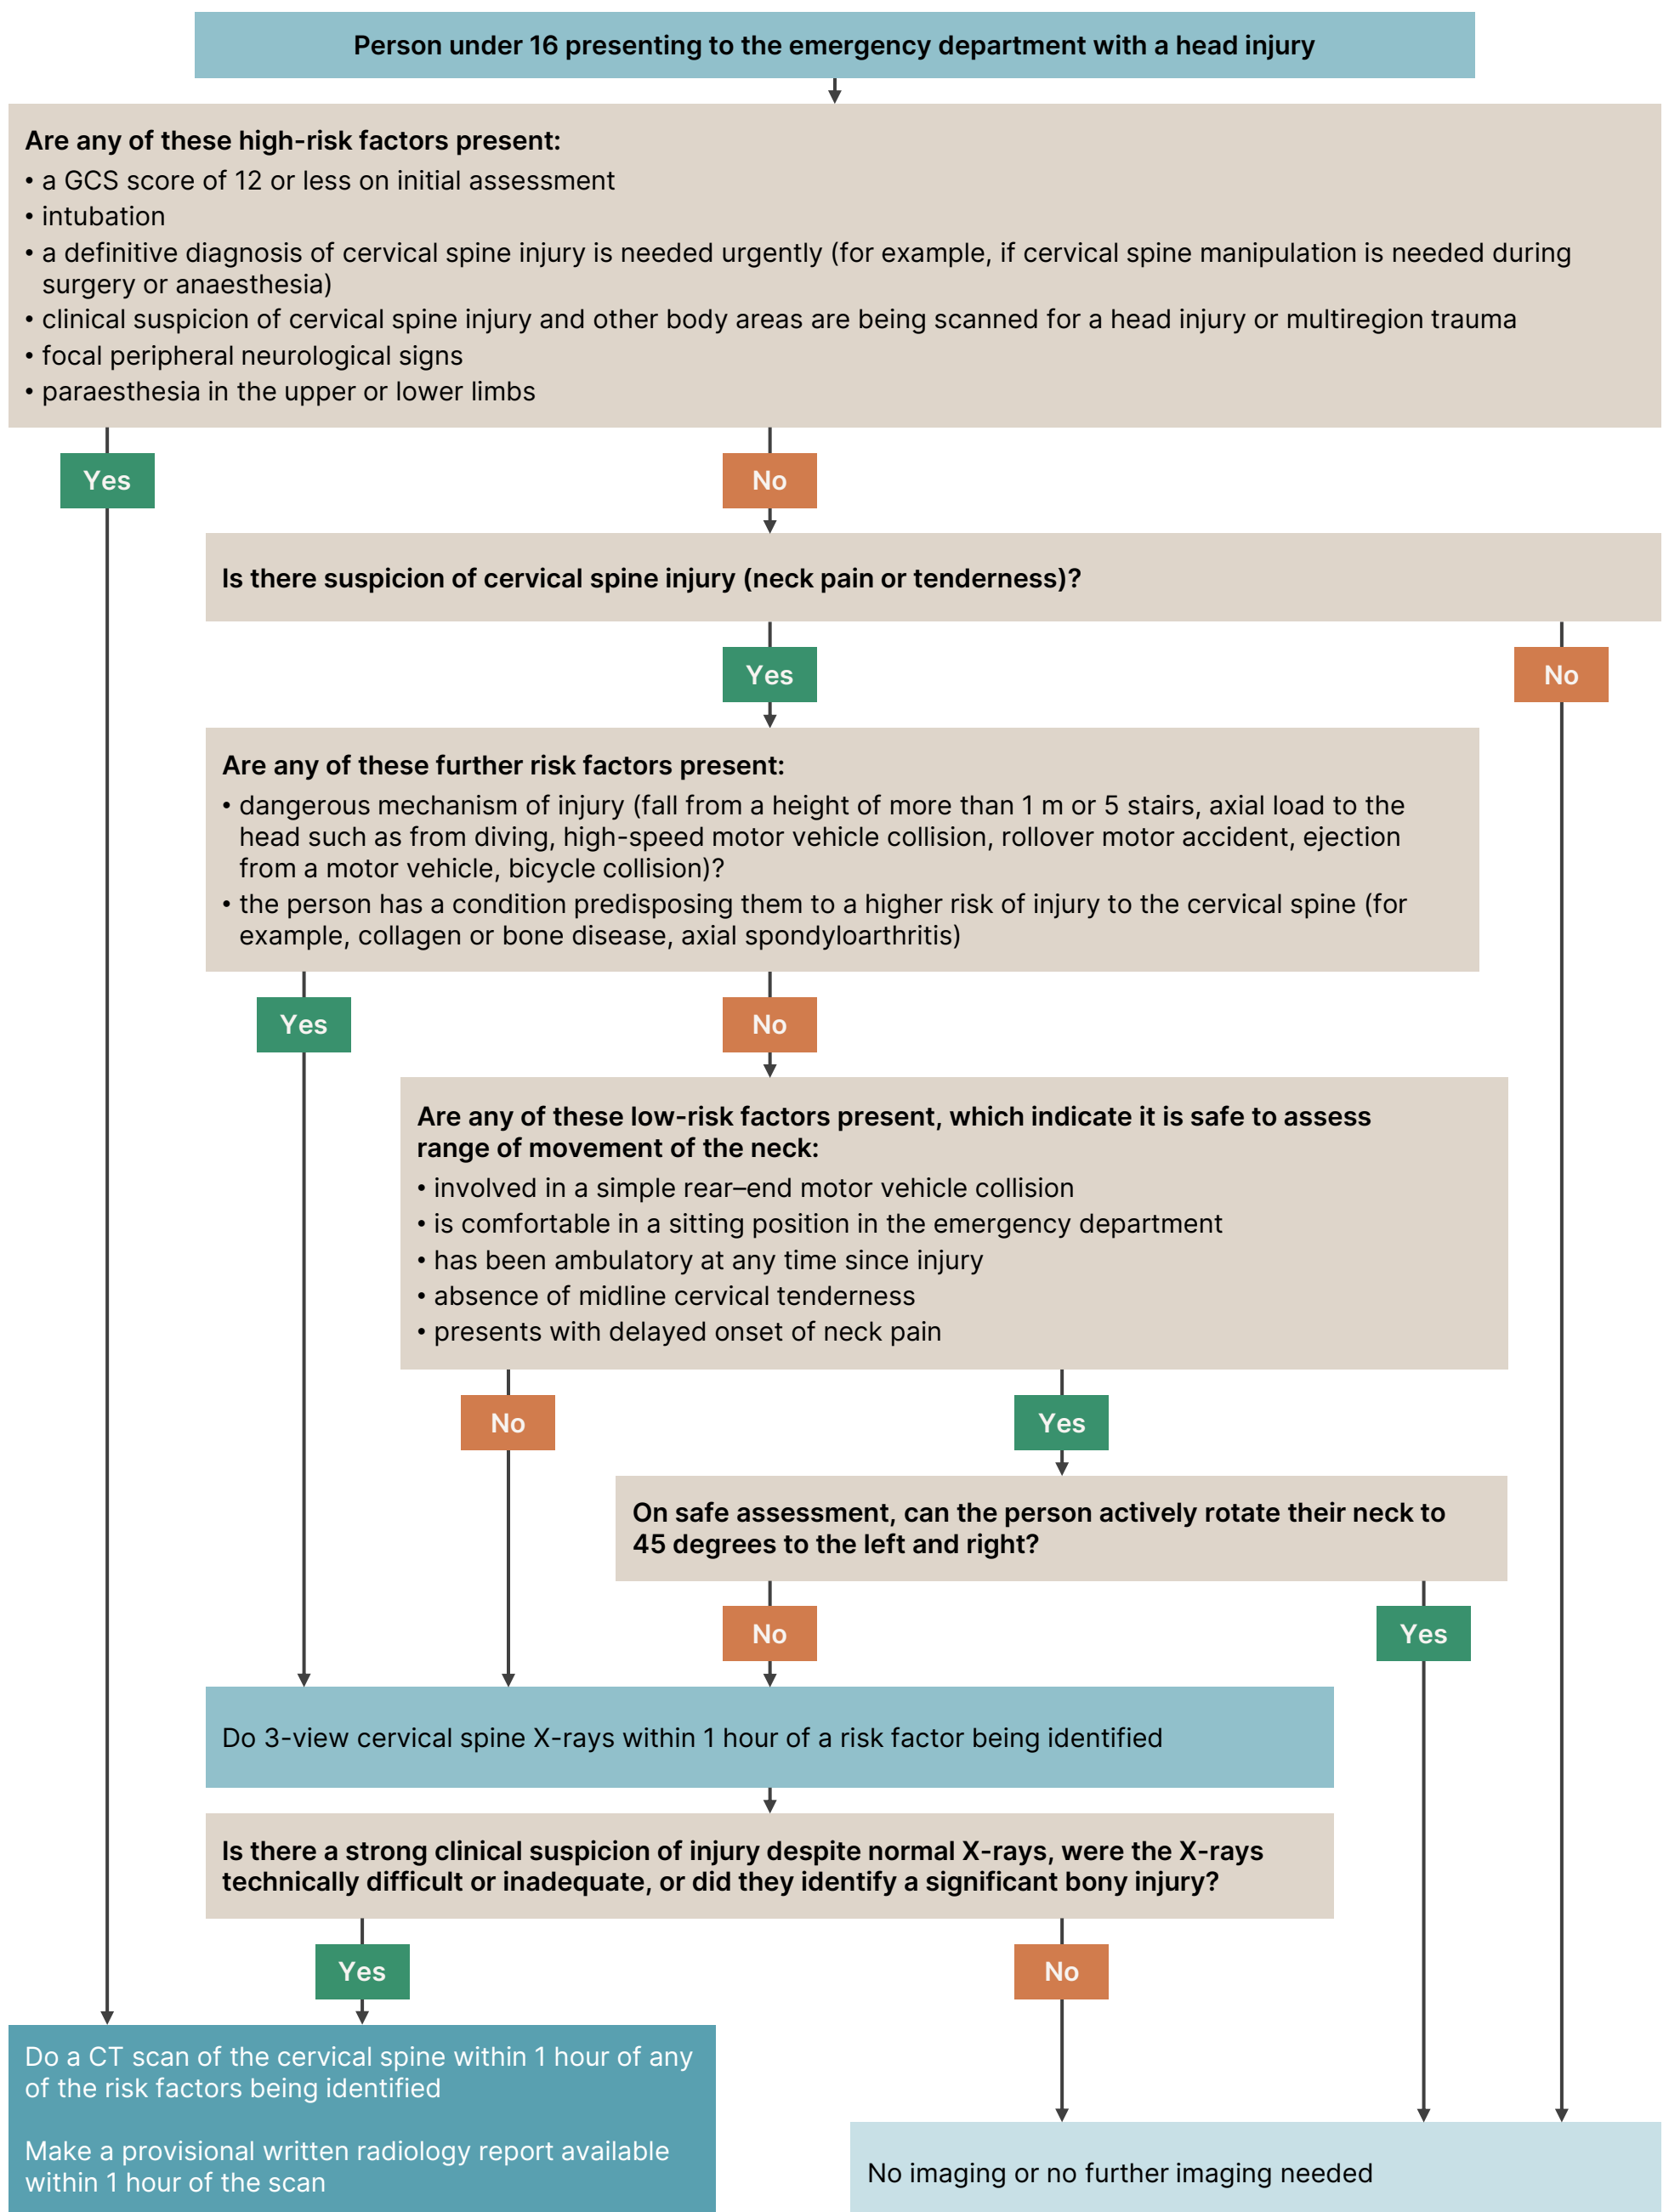 Person under 16 presenting to the emergency department with a head injury
Are any of these high-risk factors present:
• a GCS score of 12 or less on initial assessment
• intubation
• a definitive diagnosis of cervical spine injury is needed urgently (for example, if cervical spine manipulation is needed during
surgery or anaesthesia)
• clinical suspicion of cervical spine injury and other body areas are being scanned for a head injury or multiregion trauma
• focal peripheral neurological signs
• paraesthesia in the upper or lower limbs
Yes
No
Is there suspicion of cervical spine injury (neck pain or tenderness)?
Yes
No
Are any of these further risk factors present:
• dangerous mechanism of injury (fall from a height of more than 1 m or 5 stairs, axial load to the
head such as from diving, high-speed motor vehicle collision, rollover motor accident, ejection
from a motor vehicle, bicycle collision)?
• the person has a condition predisposing them to a higher risk of injury to the cervical spine (for
example, collagen or bone disease, axial spondyloarthritis)
Yes
No
Are any of these low-risk factors present, which indicate it is safe to assess
range of movement of the neck:
• involved in a simple rear–end motor vehicle collision
• is comfortable in a sitting position in the emergency department
• has been ambulatory at any time since injury
• absence of midline cervical tenderness
• presents with delayed onset of neck pain
No
Yes
On safe assessment, can the person actively rotate their neck to
45 degrees to the left and right?
No
Yes
Do 3-view cervical spine X-rays within 1 hour of a risk factor being identified
Is there a strong clinical suspicion of injury despite normal X-rays, were the X-rays
technically difficult or inadequate, or did they identify a significant bony injury?
Yes
No
Do a CT scan of the cervical spine within 1 hour of any
of the risk factors being identified
Make a provisional written radiology report available
within 1 hour of the scan
No imaging or no further imaging needed